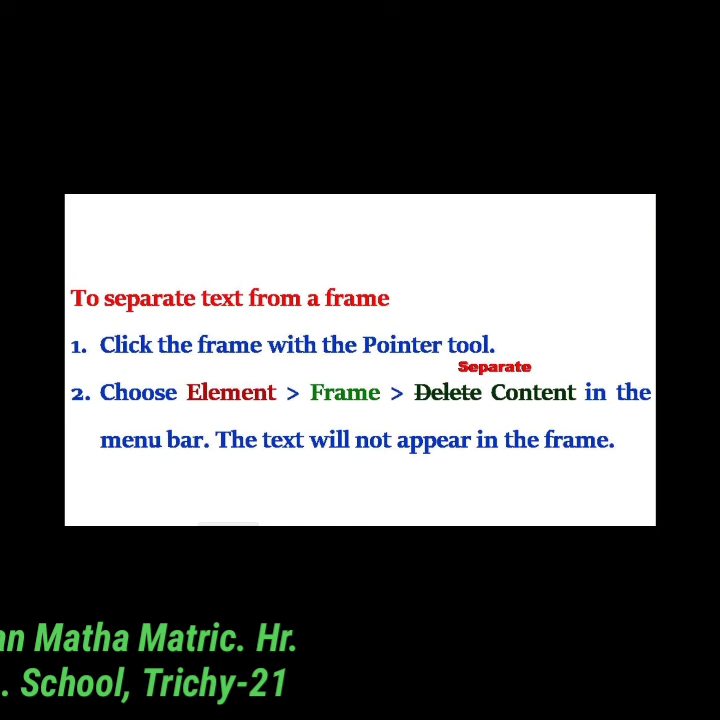 To separate text from a frame
1. Click the frame with the Pointer tool.
Separate
2. Choose Element > Frame > Delete Content in the
menu bar. The text will not appear in the frame.
an Matha Matric. Hr.
. School, Trichy-21